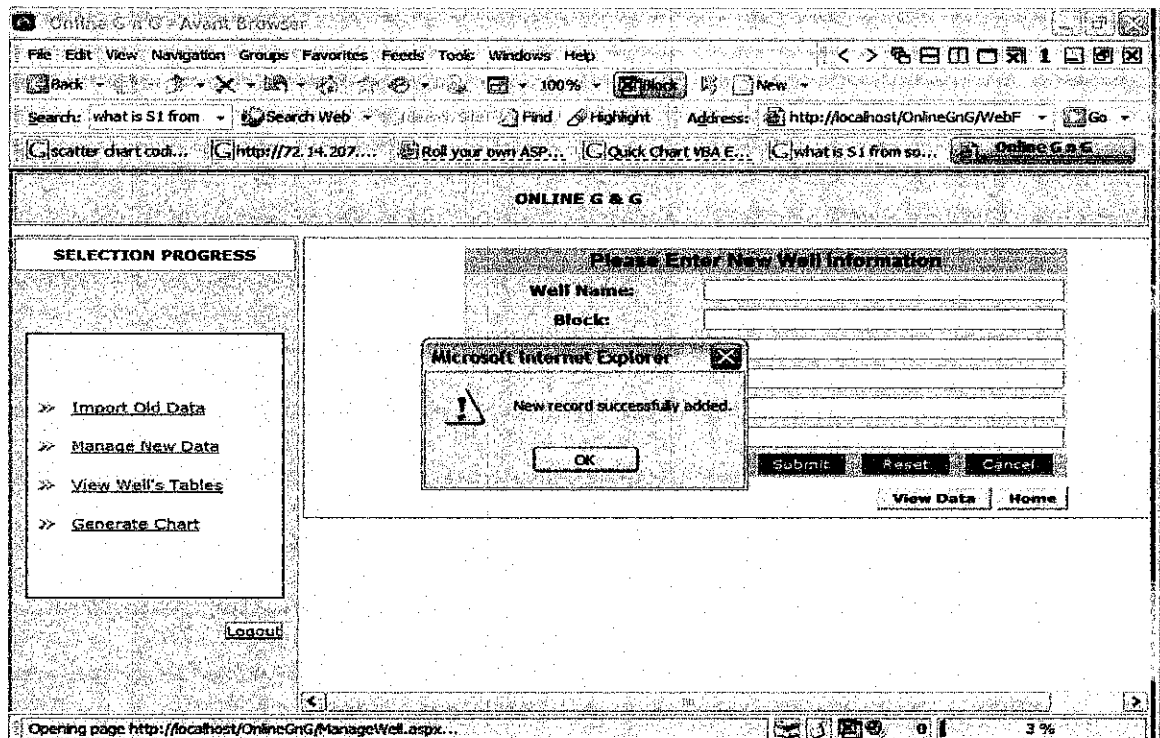 Online G n G - Avant Browser
File Edit View Navigation Groups Favorites Feeds Tools Windows Help
Back 100% Block New
Search: what is S1 from Search Web Find Highlight Address: http://localhost/OnlineGnG/WebF Go
scatter chart codi... http://72.14.207.... Roll your own ASP... Quick Chart VBA E... what is S1 from so... Online G n G
ONLINE G & G
SELECTION PROGRESS
Please Enter New Well Information
Well Name:
Block:
Microsoft Internet Explorer
New record successfully added.
OK
>> Import Old Data
>> Manage New Data
>> View Well's Tables
>> Generate Chart
Submit Reset Cancel
View Data Home
Logout
Opening page http://localhost/OnlineGnG/ManageWell.aspx... 0 3 %